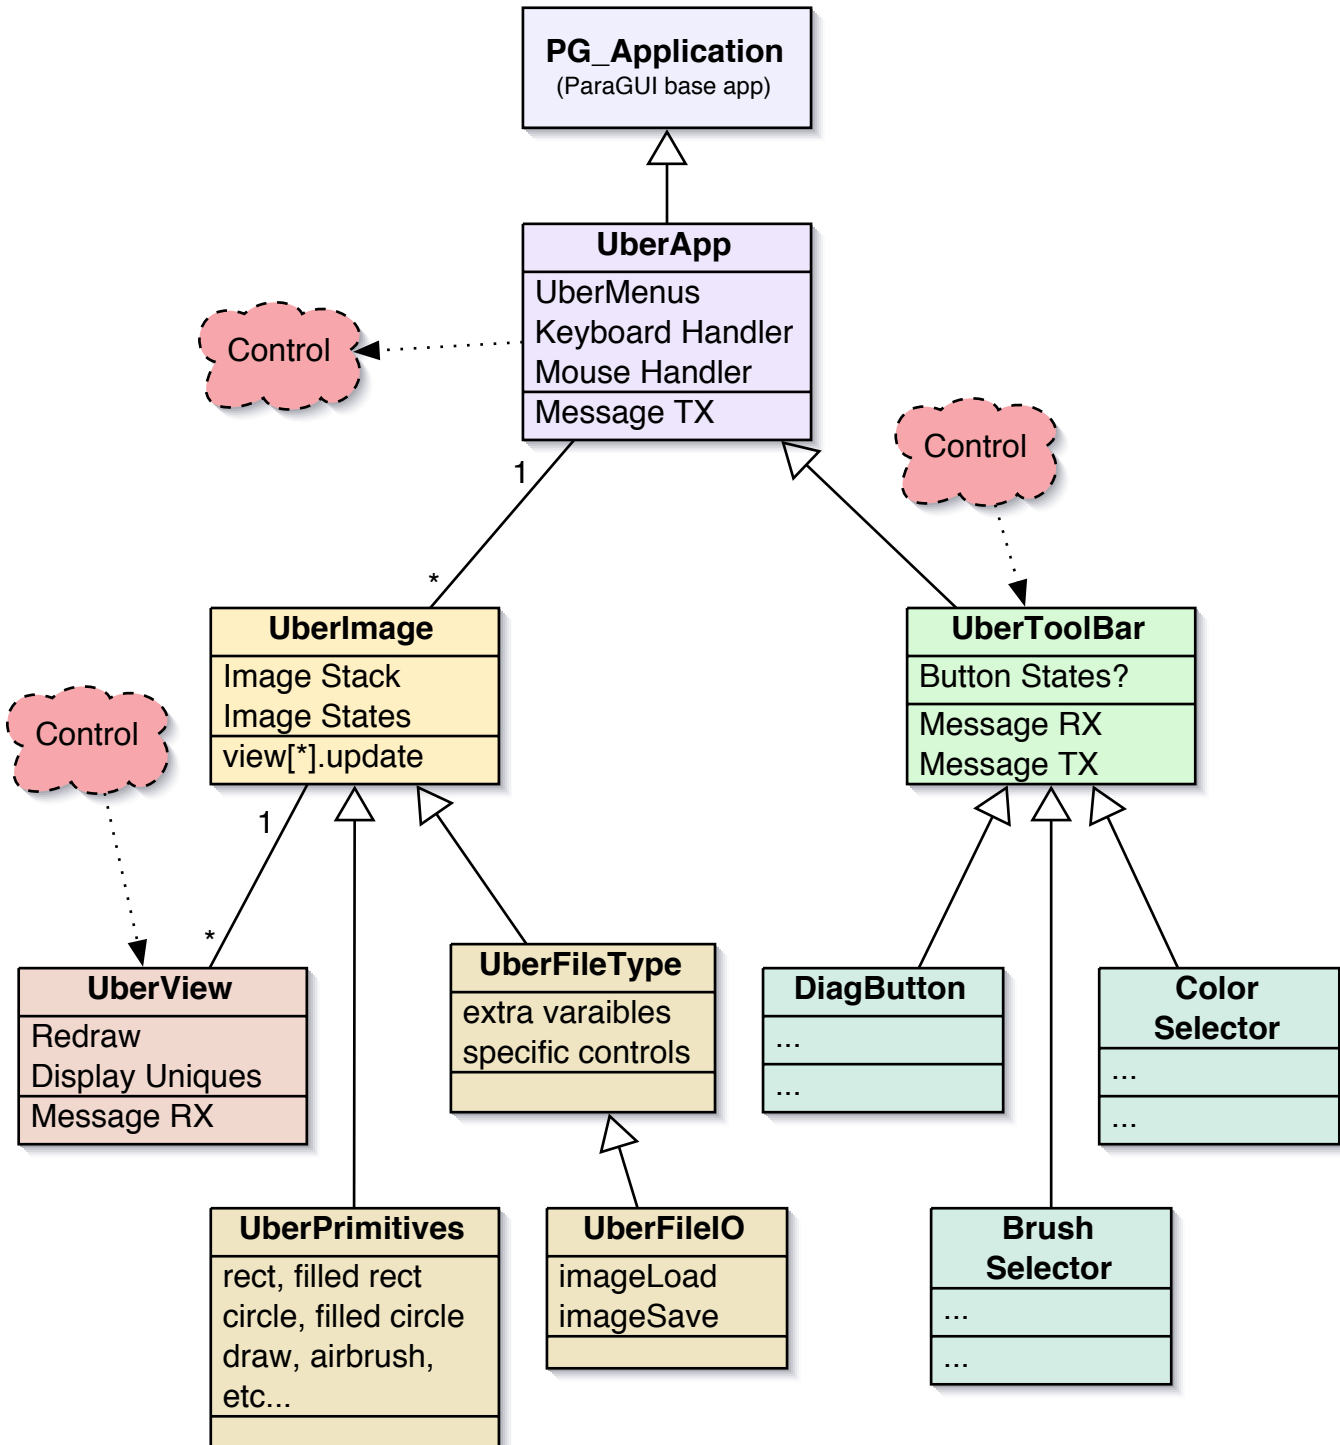 PG_Application
(ParaGUI base app)
UberApp
UberMenus
Keyboard Handler
Mouse Handler
Message TX
Control
Control
1
*
UberImage
Image Stack
Image States
view[*].update
UberToolBar
Button States?
Message RX
Message TX
Control
1
*
UberView
Redraw
Display Uniques
Message RX
UberFileType
extra varaibles
specific controls
DiagButton
...
...
Color
Selector
...
...
UberPrimitives
rect, filled rect
circle, filled circle
draw, airbrush,
etc...
UberFileIO
imageLoad
imageSave
Brush
Selector
...
...